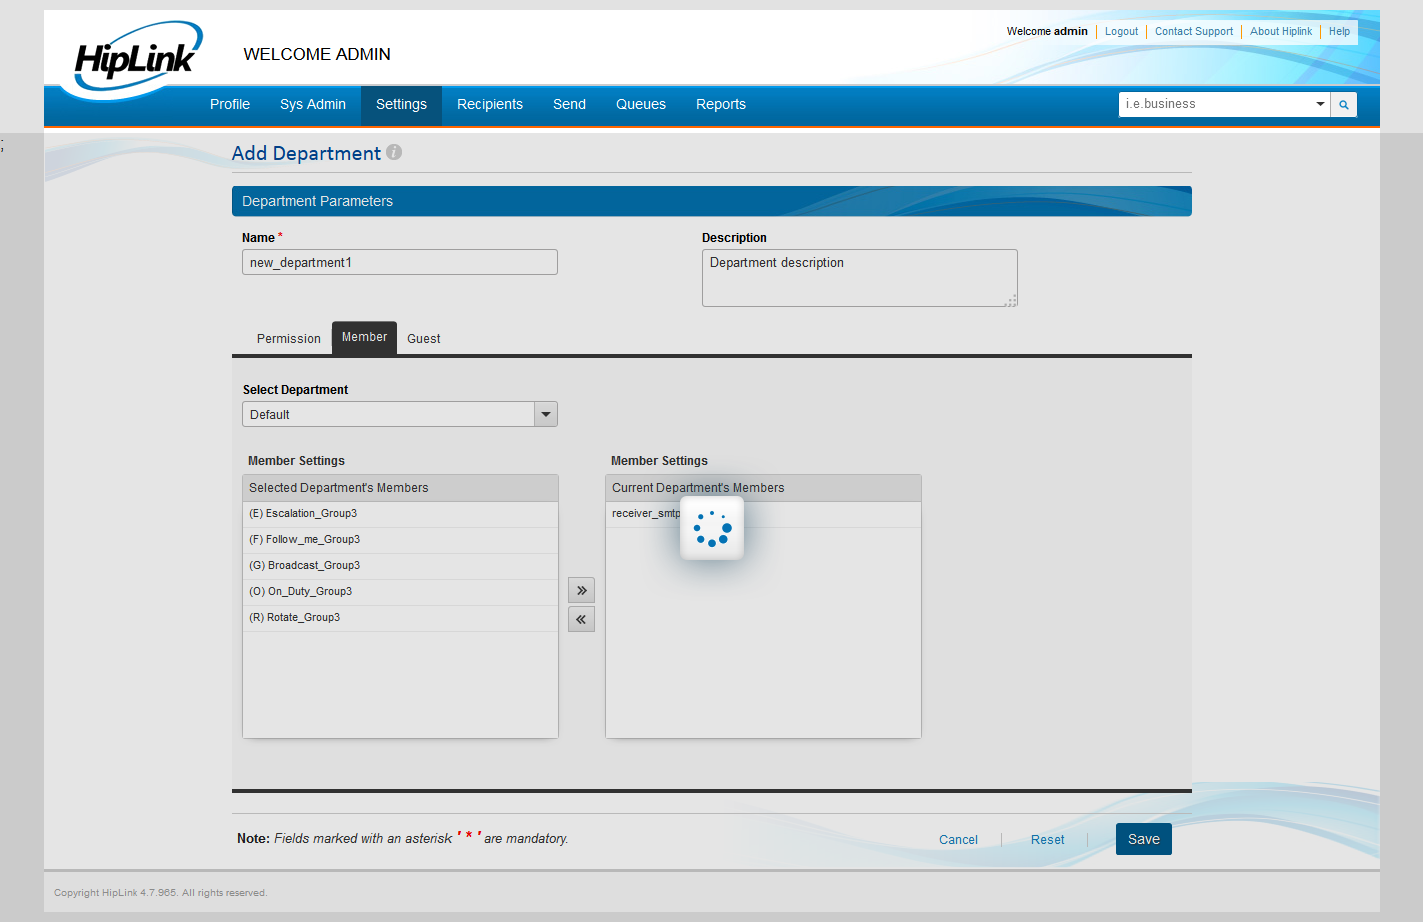 HipLink
WELCOME ADMIN
Welcome admin Logout Contact Support About Hiplink Help
Profile Sys Admin Settings Recipients Send Queues Reports
i.e.business
;
Add Department i
Department Parameters
Name * Description
new_department1 Department description
Permission Member Guest
Select Department
Default
Member Settings Member Settings
Selected Department's Members Current Department's Members
(E) Escalation_Group3 receiver_smtp
(F) Follow_me_Group3
(G) Broadcast_Group3
(O) On_Duty_Group3
(R) Rotate_Group3
Note: Fields marked with an asterisk ' * ' are mandatory.
Cancel Reset Save
Copyright HipLink 4.7.965. All rights reserved.